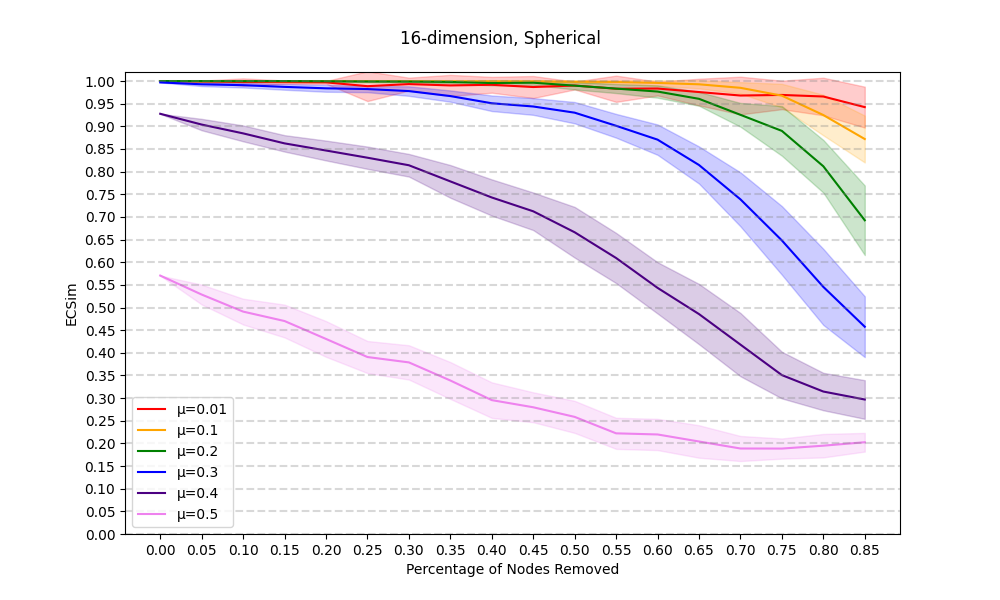 16-dimension, Spherical
ECSim
1.00
0.95
0.90
0.85
0.80
0.75
0.70
0.65
0.60
0.55
0.50
0.45
0.40
0.35
0.30
0.25
0.20
0.15
0.10
0.05
0.00
μ=0.01
μ=0.1
μ=0.2
μ=0.3
μ=0.4
μ=0.5
0.00 0.05 0.10 0.15 0.20 0.25 0.30 0.35 0.40 0.45 0.50 0.55 0.60 0.65 0.70 0.75 0.80 0.85
Percentage of Nodes Removed